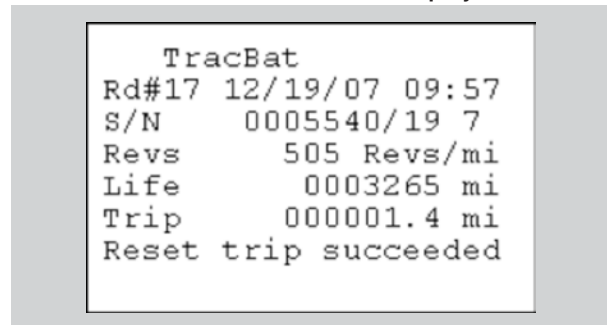 TracBat
Rd#17 12/19/07 09:57
S/N 0005540/19 7
Revs 505 Revs/mi
Life 0003265 mi
Trip 000001.4 mi
Reset trip succeeded